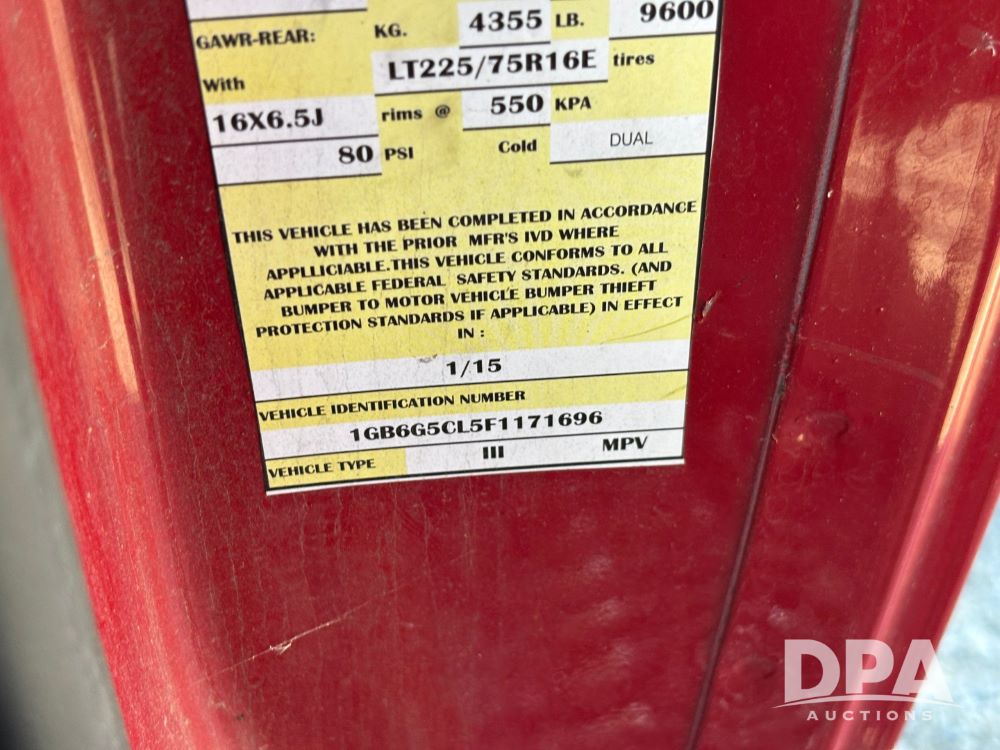 GAWR-REAR: KG. 4355 LB. 9600
With LT225/75R16E tires
16X6.5J rims @ 550 KPA
80 PSI Cold DUAL
THIS VEHICLE HAS BEEN COMPLETED IN ACCORDANCE
WITH THE PRIOR MFR'S IVD WHERE
APPLLICIABLE.THIS VEHICLE CONFORMS TO ALL
APPLICABLE FEDERAL SAFETY STANDARDS. (AND
BUMPER TO MOTOR VEHICLE BUMPER THIEFT
PROTECTION STANDARDS IF APPLICABLE) IN EFFECT
IN :
1/15
VEHICLE IDENTIFICATION NUMBER
1GB6G5CL5F1171696
VEHICLE TYPE III MPV
DPA
AUCTIONS